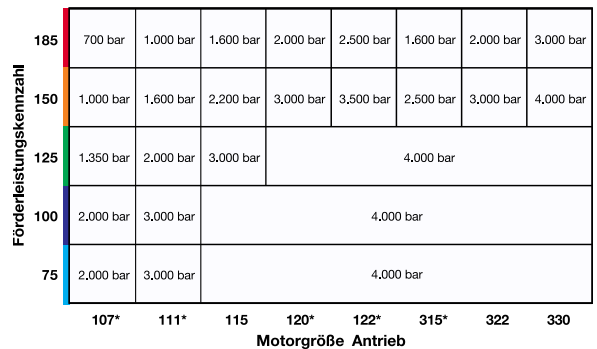 Förderleistungskennzahl
185 700 bar 1.000 bar 1.600 bar 2.000 bar 2.500 bar 1.600 bar 2.000 bar 3.000 bar
150 1.000 bar 1.600 bar 2.200 bar 3.000 bar 3.500 bar 2.500 bar 3.000 bar 4.000 bar
125 1.350 bar 2.000 bar 3.000 bar 4.000 bar
100 2.000 bar 3.000 bar 4.000 bar
75 2.000 bar 3.000 bar 4.000 bar
107* 111* 115 120* 122* 315* 322 330
Motorgröße Antrieb